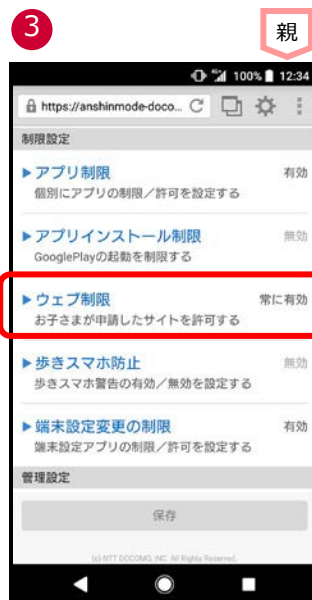 3
親
100% 12:34
https://anshinmode-doco...
制限設定
▶アプリ制限 有効
個別にアプリの制限／許可を設定する
▶アプリインストール制限 無効
GooglePlayの起動を制限する
▶ウェブ制限 常に有効
お子さまが申請したサイトを許可する
▶歩きスマホ防止 無効
歩きスマホ警告の有効／無効を設定する
▶端末設定変更の制限 有効
端末設定アプリの制限／許可を設定する
管理設定
保存
(c) NTT DOCOMO, INC. All Rights Reserved.